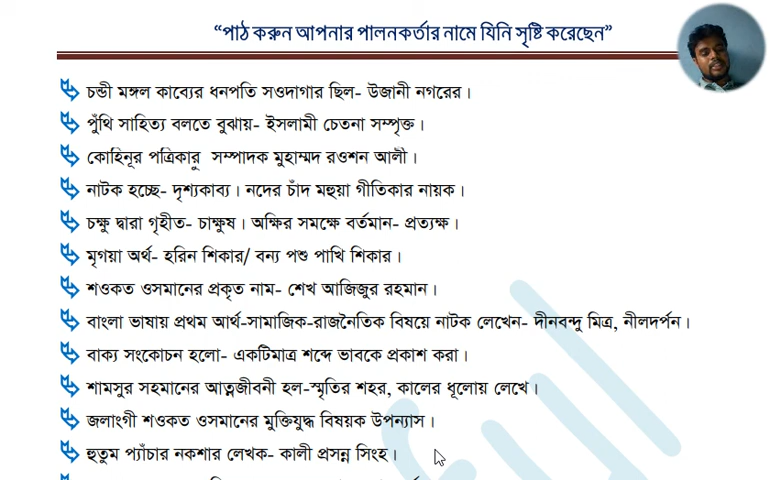 “পাঠ করুন আপনার পালনকর্তার নামে যিনি সৃষ্টি করেছেন”
চন্ডী মঙ্গল কাব্যের ধনপতি সওদাগার ছিল- উজানী নগরের।
পুঁথি সাহিত্য বলতে বুঝায়- ইসলামী চেতনা সম্পৃক্ত।
কোহিনূর পত্রিকারু সম্পাদক মুহাম্মদ রওশন আলী।
নাটক হচ্ছে- দৃশ্যকাব্য। নদের চাঁদ মহুয়া গীতিকার নায়ক।
চক্ষু দ্বারা গৃহীত- চাক্ষুষ। অক্ষির সমক্ষে বর্তমান- প্রত্যক্ষ।
মৃগয়া অর্থ- হরিন শিকার/ বন্য পশু পাখি শিকার।
শওকত ওসমানের প্রকৃত নাম- শেখ আজিজুর রহমান।
বাংলা ভাষায় প্রথম আর্থ-সামাজিক-রাজনৈতিক বিষয়ে নাটক লেখেন- দীনবন্দু মিত্র, নীলদর্পন।
বাক্য সংকোচন হলো- একটিমাত্র শব্দে ভাবকে প্রকাশ করা।
শামসুর সহমানের আত্নজীবনী হল-স্মৃতির শহর, কালের ধূলোয় লেখে।
জলাংগী শওকত ওসমানের মুক্তিযুদ্ধ বিষয়ক উপন্যাস।
হুতুম প্যাঁচার নকশার লেখক- কালী প্রসন্ন সিংহ।